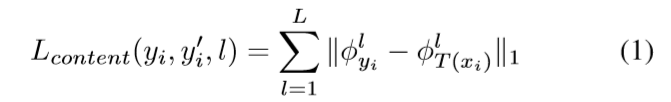 L_{content}(y_i, y'_i, l) = \sum_{l=1}^{L} \|\phi^l_{y_i} - \phi^l_{T(x_i)}\|_1 (1)